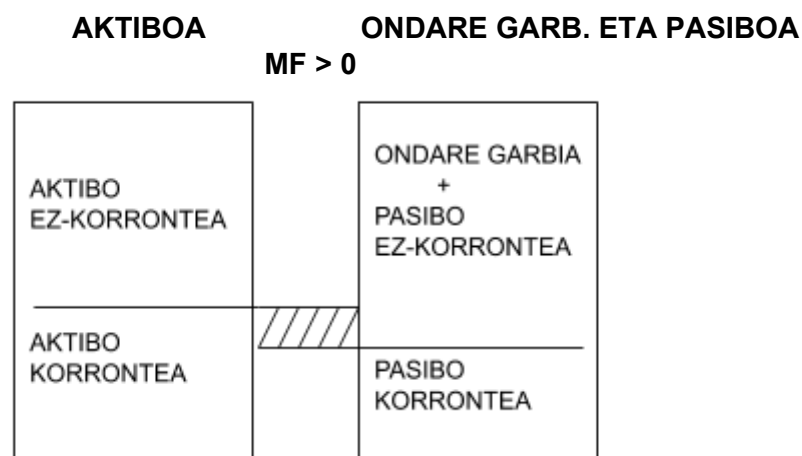 AKTIBOA ONDARE GARB. ETA PASIBOA
MF > 0
AKTIBO
EZ-KORRONTEA
AKTIBO
KORRONTEA
ONDARE GARBIA
+
PASIBO
EZ-KORRONTEA
PASIBO
KORRONTEA